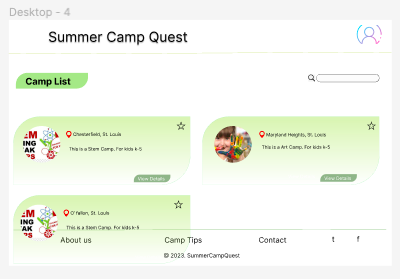 Desktop - 4
Summer Camp Quest
Camp List
Chesterfield, St. Louis
This is a Stem Camp. For kids k-5
View Details
Maryland Heights, St. Louis
This is a Art Camp. For kids k-5
View Details
O' fallon, St. Louis
This is a Stem Camp. For kids k-5
About us
Camp Tips
Contact
t
f
© 2023. SummerCampQuest